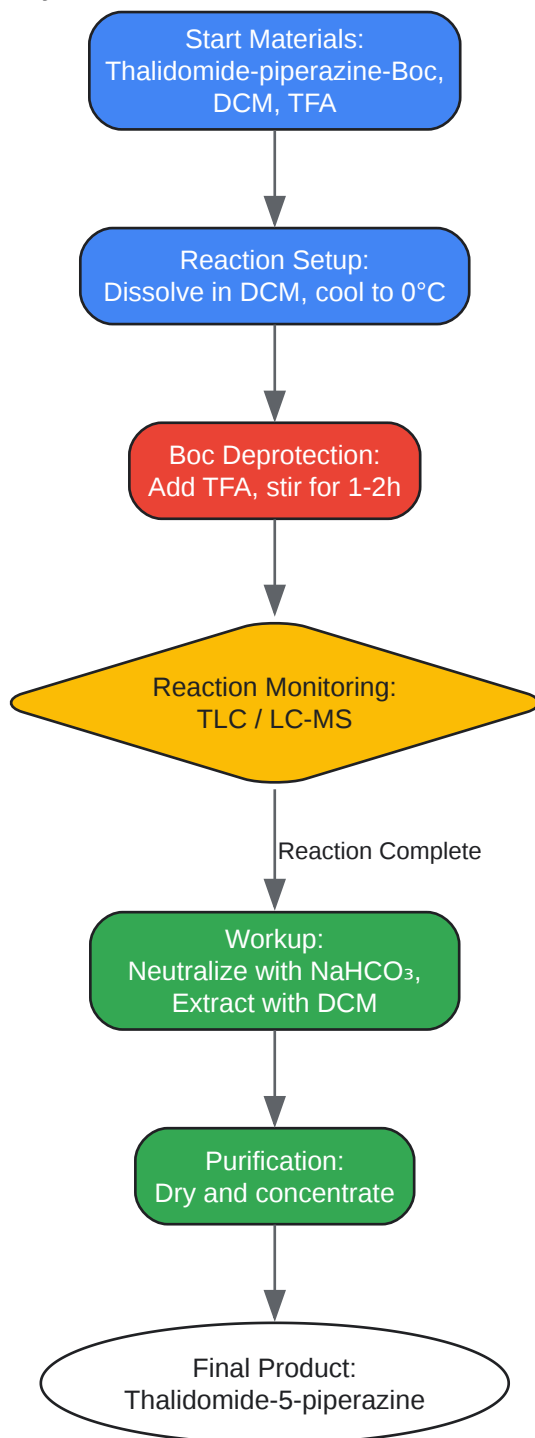 Start Materials:
Thalidomide-piperazine-Boc,
DCM, TFA
Reaction Setup:
Dissolve in DCM, cool to 0°C
Boc Deprotection:
Add TFA, stir for 1-2h
Reaction Monitoring:
TLC / LC-MS
Reaction Complete
Workup:
Neutralize with NaHCO₃,
Extract with DCM
Purification:
Dry and concentrate
Final Product:
Thalidomide-5-piperazine